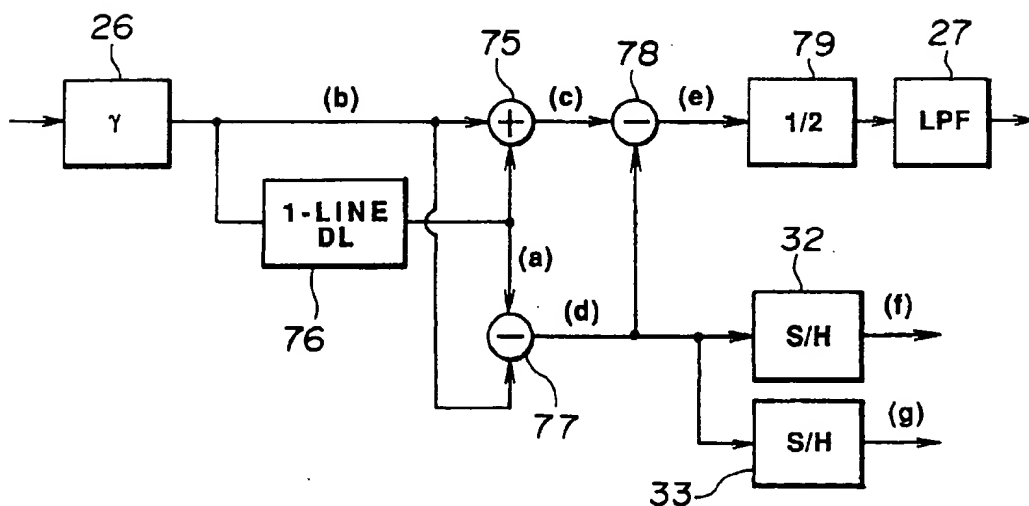 26
75
78
79
27
(b)
(c)
(e)
γ
+
−
1/2
LPF
1-LINE
DL
(a)
32
76
(d)
(f)
−
S/H
77
(g)
S/H
33